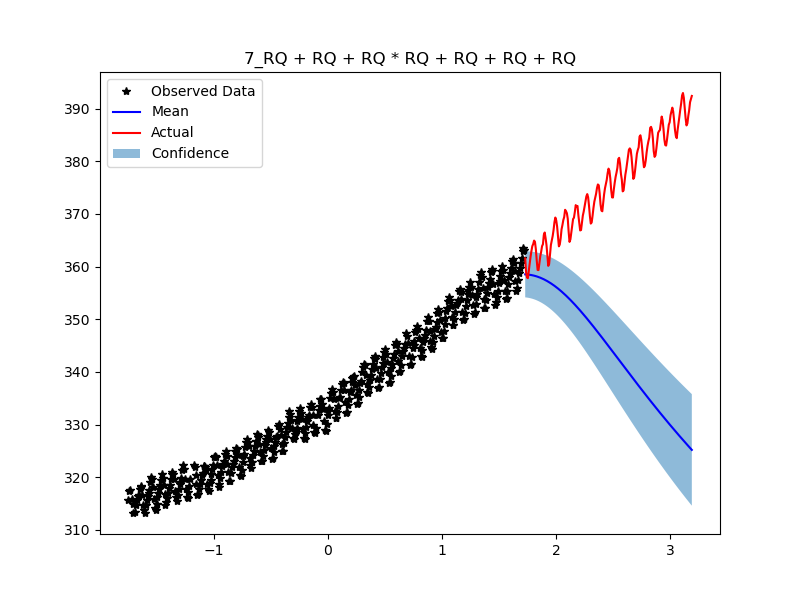 7_RQ + RQ + RQ * RQ + RQ + RQ + RQ
Observed Data
Mean
Actual
Confidence
390
380
370
360
350
340
330
320
310
−1
0
1
2
3